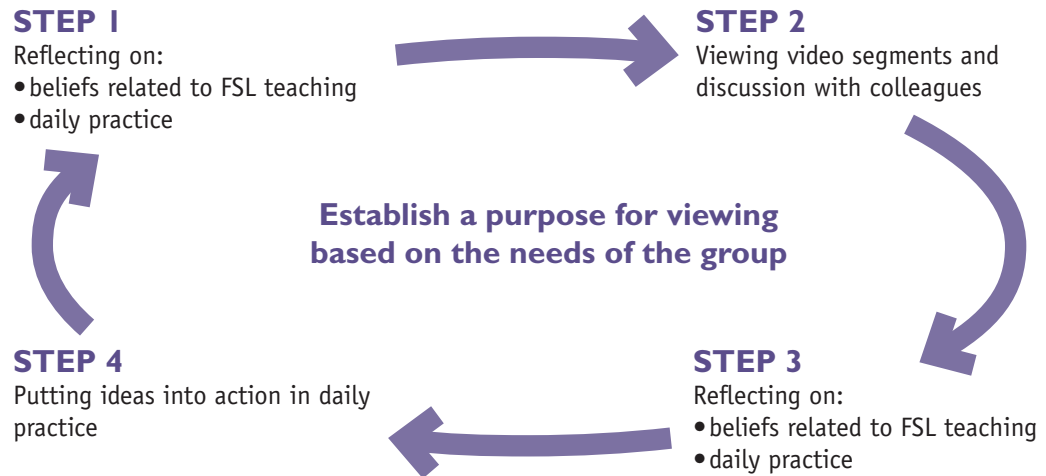 STEP 1
Reflecting on:
• beliefs related to FSL teaching
• daily practice
STEP 2
Viewing video segments and
discussion with colleagues
Establish a purpose for viewing
based on the needs of the group
STEP 3
Reflecting on:
• beliefs related to FSL teaching
• daily practice
STEP 4
Putting ideas into action in daily
practice